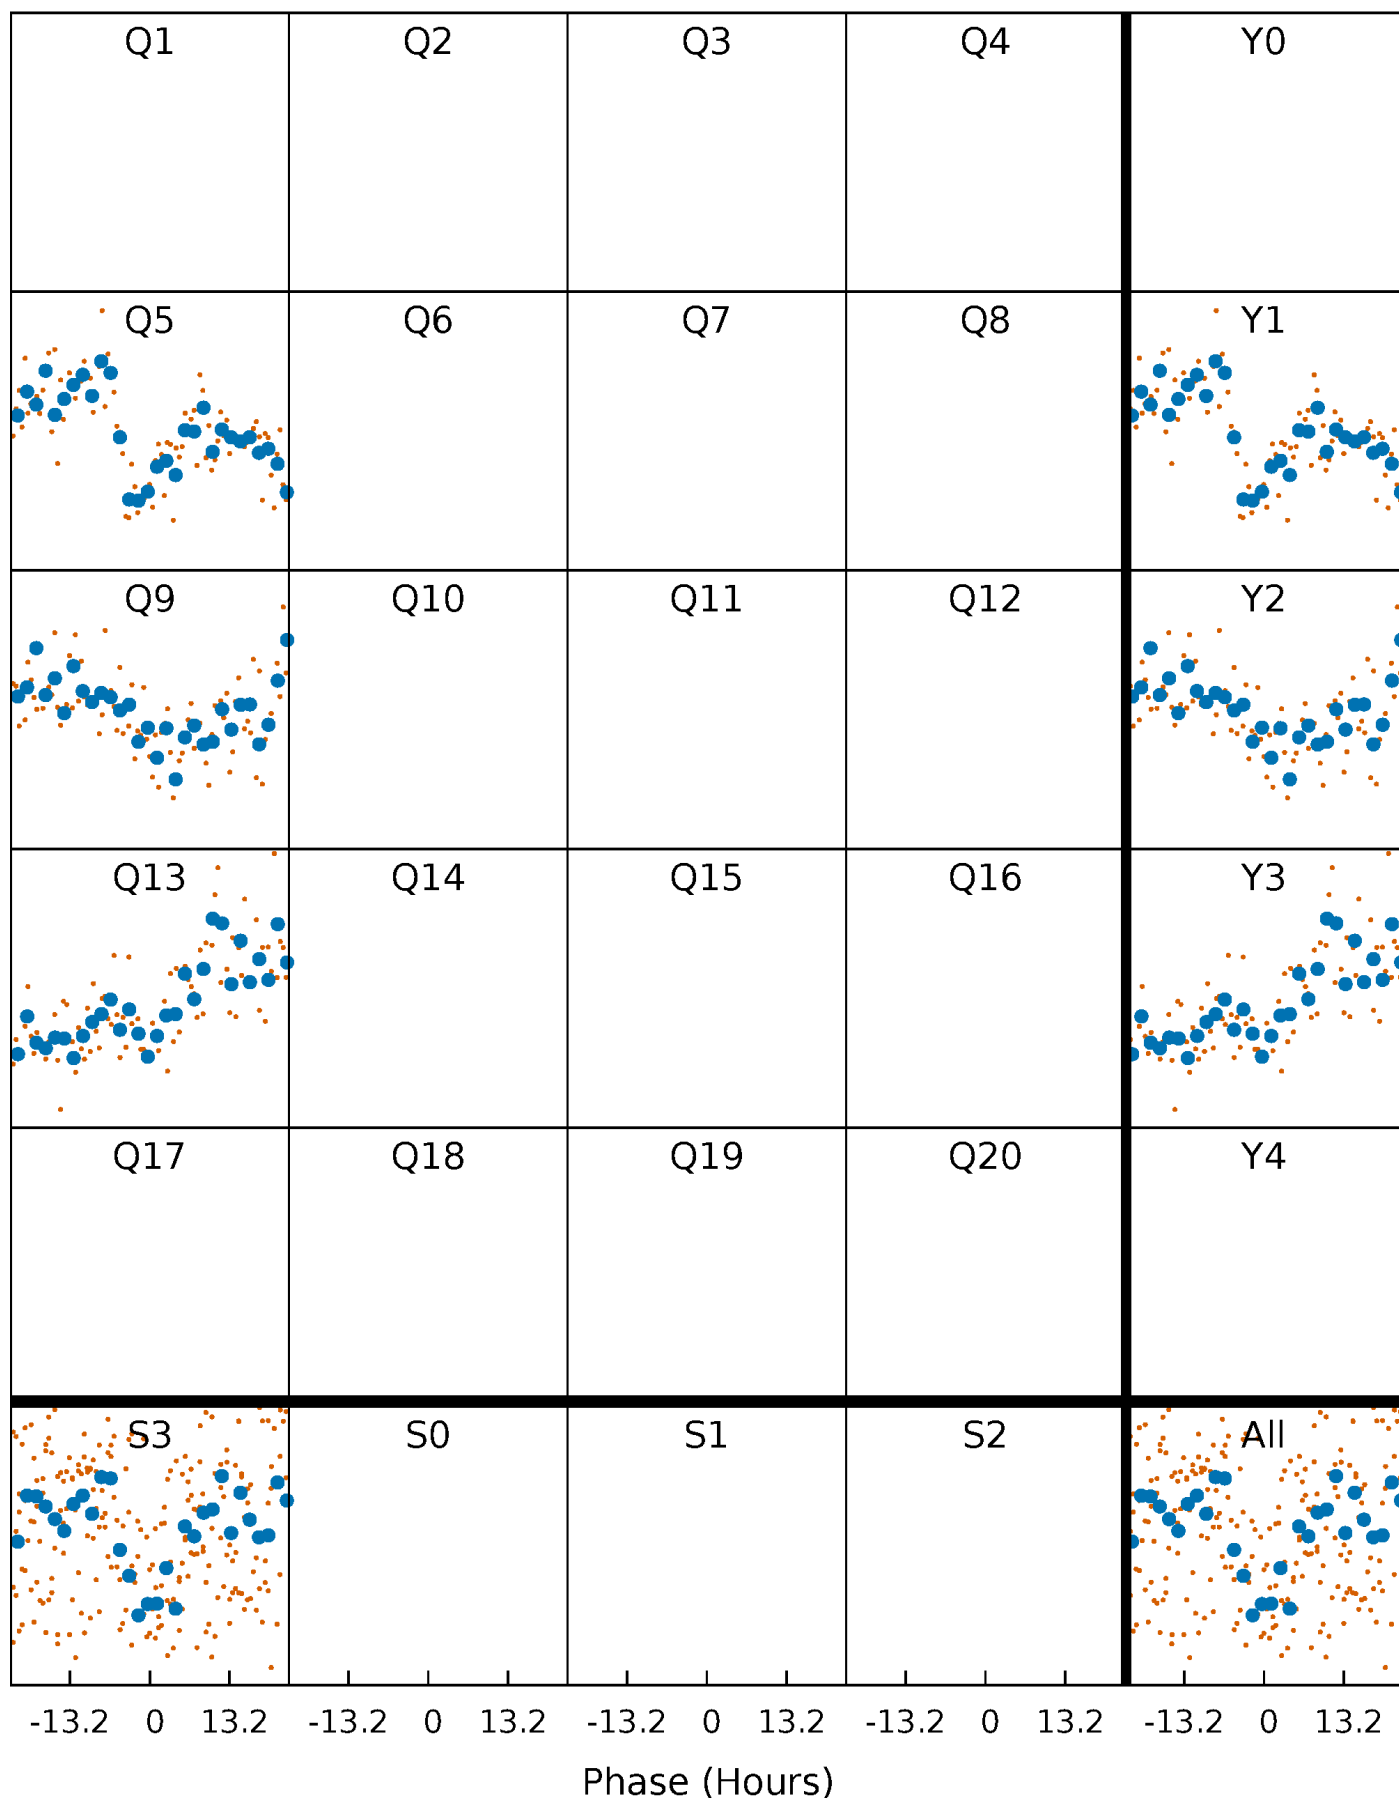 Q1 Q2 Q3 Q4 Y0
Q5 Q6 Q7 Q8 Y1
Q9 Q10 Q11 Q12 Y2
Q13 Q14 Q15 Q16 Y3
Q17 Q18 Q19 Q20 Y4
S3 S0 S1 S2 All
-13.2 0 13.2 -13.2 0 13.2 -13.2 0 13.2 -13.2 0 13.2 -13.2 0 13.2
Phase (Hours)